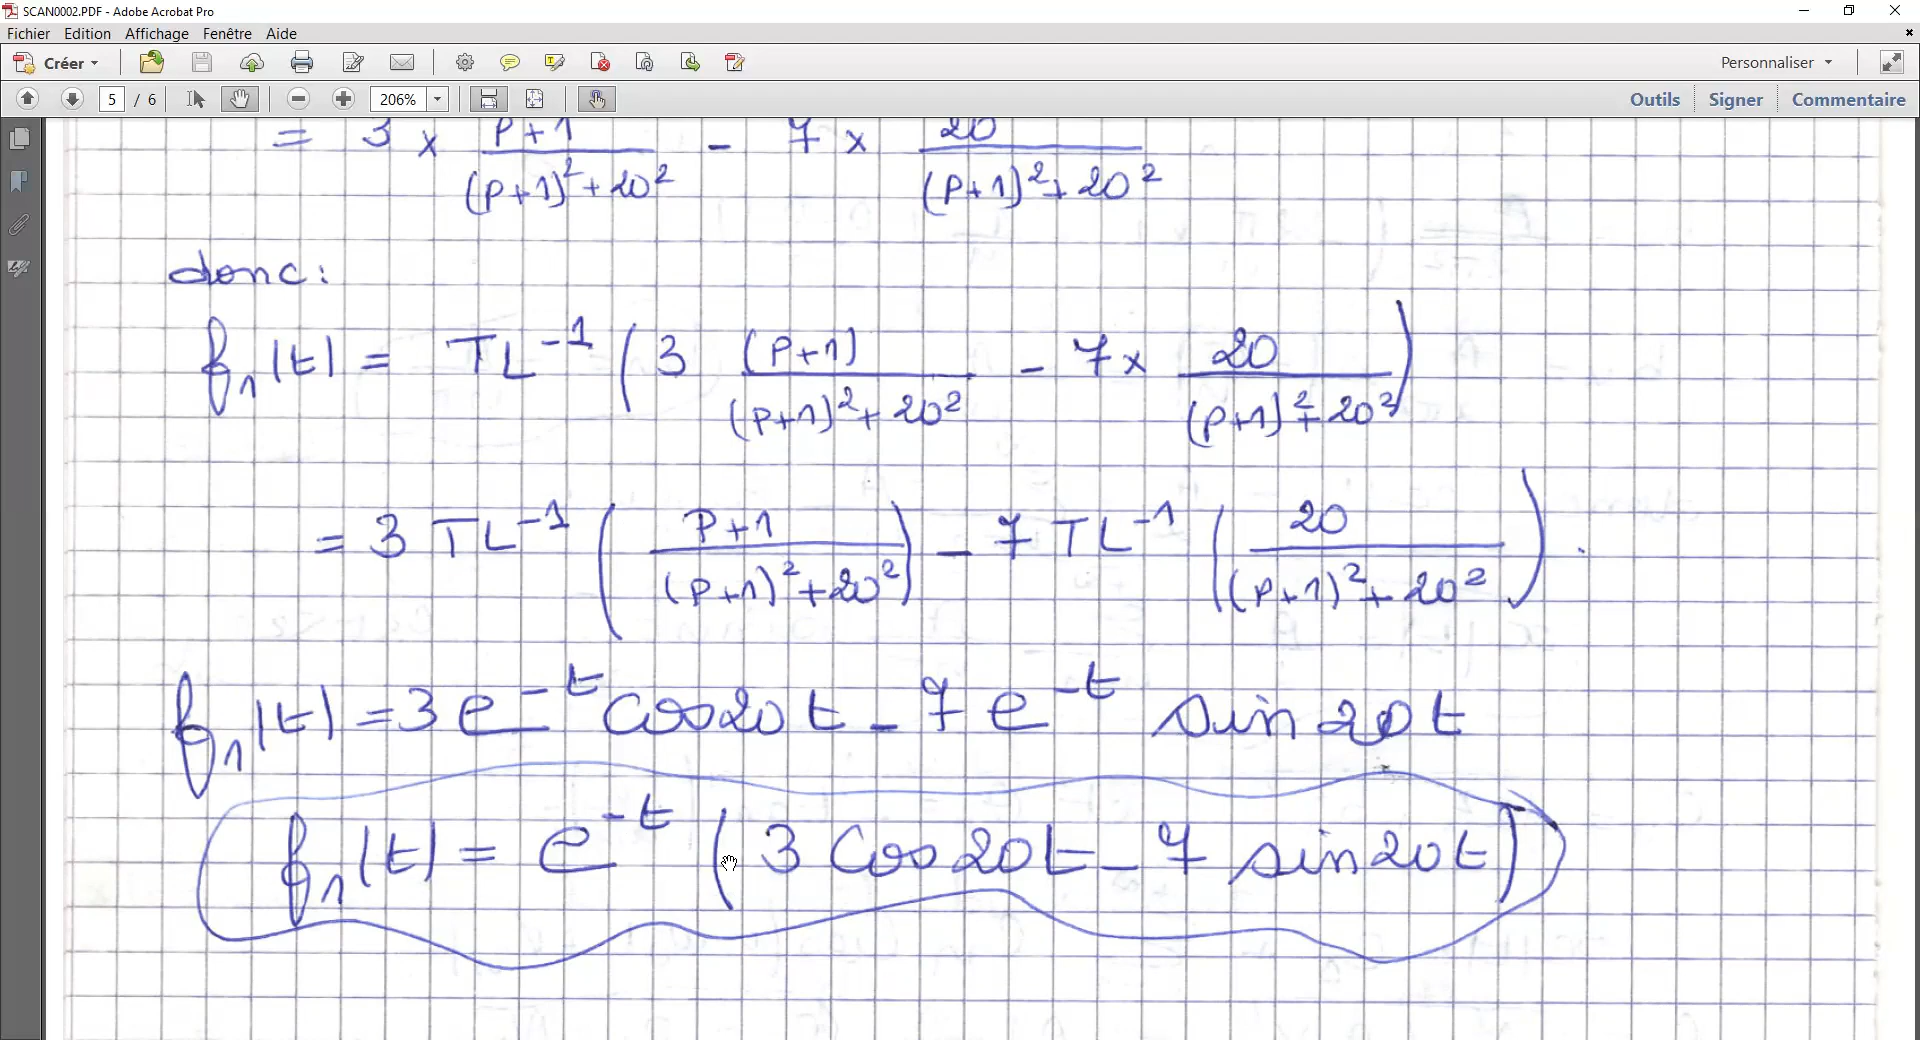 SCAN0002.PDF - Adobe Acrobat Pro
Fichier Edition Affichage Fenêtre Aide
Créer Personnaliser
5 / 6 206% Outils Signer Commentaire
= 3 × (P+1)/((P+1)²+20²) - 7 × 20/((P+1)²+20²)
donc:
f₁(t) = TL⁻¹ ( 3 (P+1)/((P+1)²+20²) - 7 × 20/((P+1)²+20²) )
= 3 TL⁻¹ ( (P+1)/((P+1)²+20²) ) - 7 TL⁻¹ ( 20/((P+1)²+20²) ) .
f₁(t) = 3 e⁻ᵗ cos 20t - 7 e⁻ᵗ sin 20t
f₁(t) = e⁻ᵗ ( 3 cos 20t - 7 sin 20t )